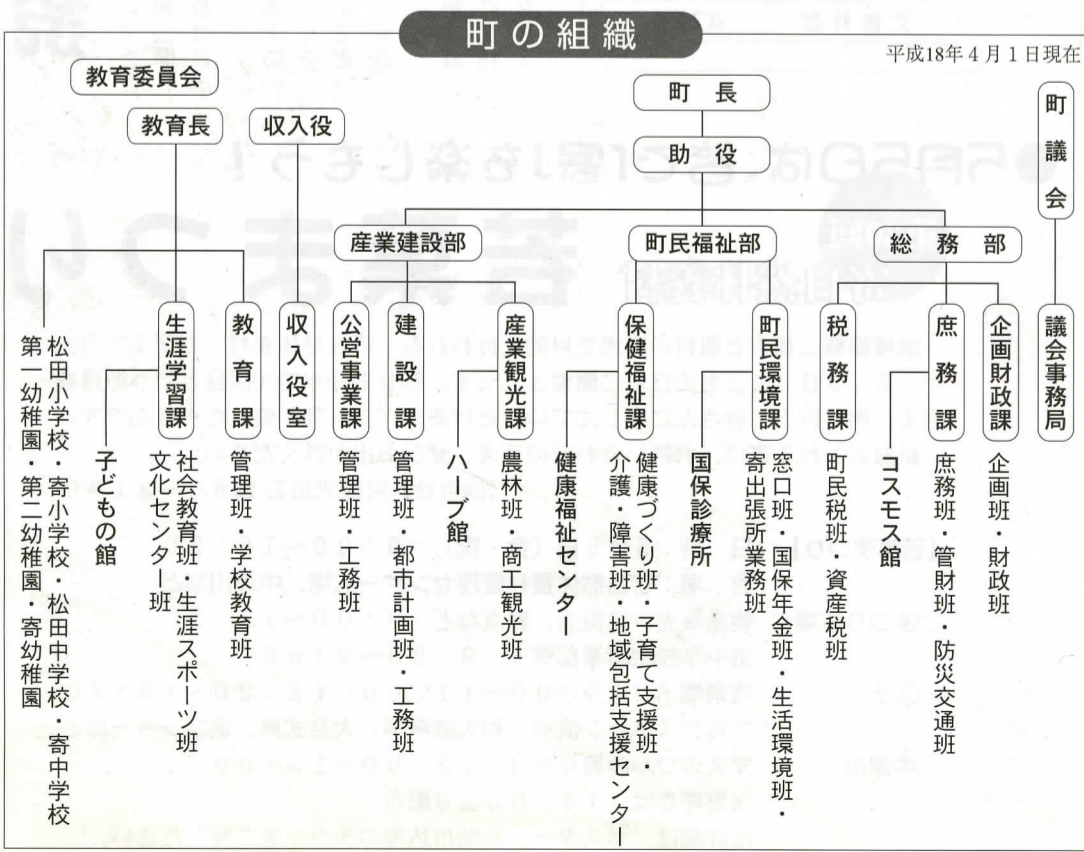 町の組織
平成18年４月１日現在
町議会
議会事務局
町長
助役
総務部
企画財政課
企画班・財政班
庶務課
庶務班・管財班・防災交通班
コスモス館
税務課
町民税班・資産税班
町民福祉部
町民環境課
窓口班・国保年金班・生活環境班・
寄出張所業務班
国保診療所
保健福祉課
健康づくり班・子育て支援班・
介護・障害班・地域包括支援センター
健康福祉センター
産業建設部
産業観光課
農林班・商工観光班
ハーブ館
建設課
管理班・都市計画班・工務班
公営事業課
管理班・工務班
収入役
収入役室
教育委員会
教育長
教育課
管理班・学校教育班
生涯学習課
社会教育班・生涯スポーツ班
文化センター班
子どもの館
松田小学校・寄小学校・松田中学校・寄中学校
第一幼稚園・第二幼稚園・寄幼稚園